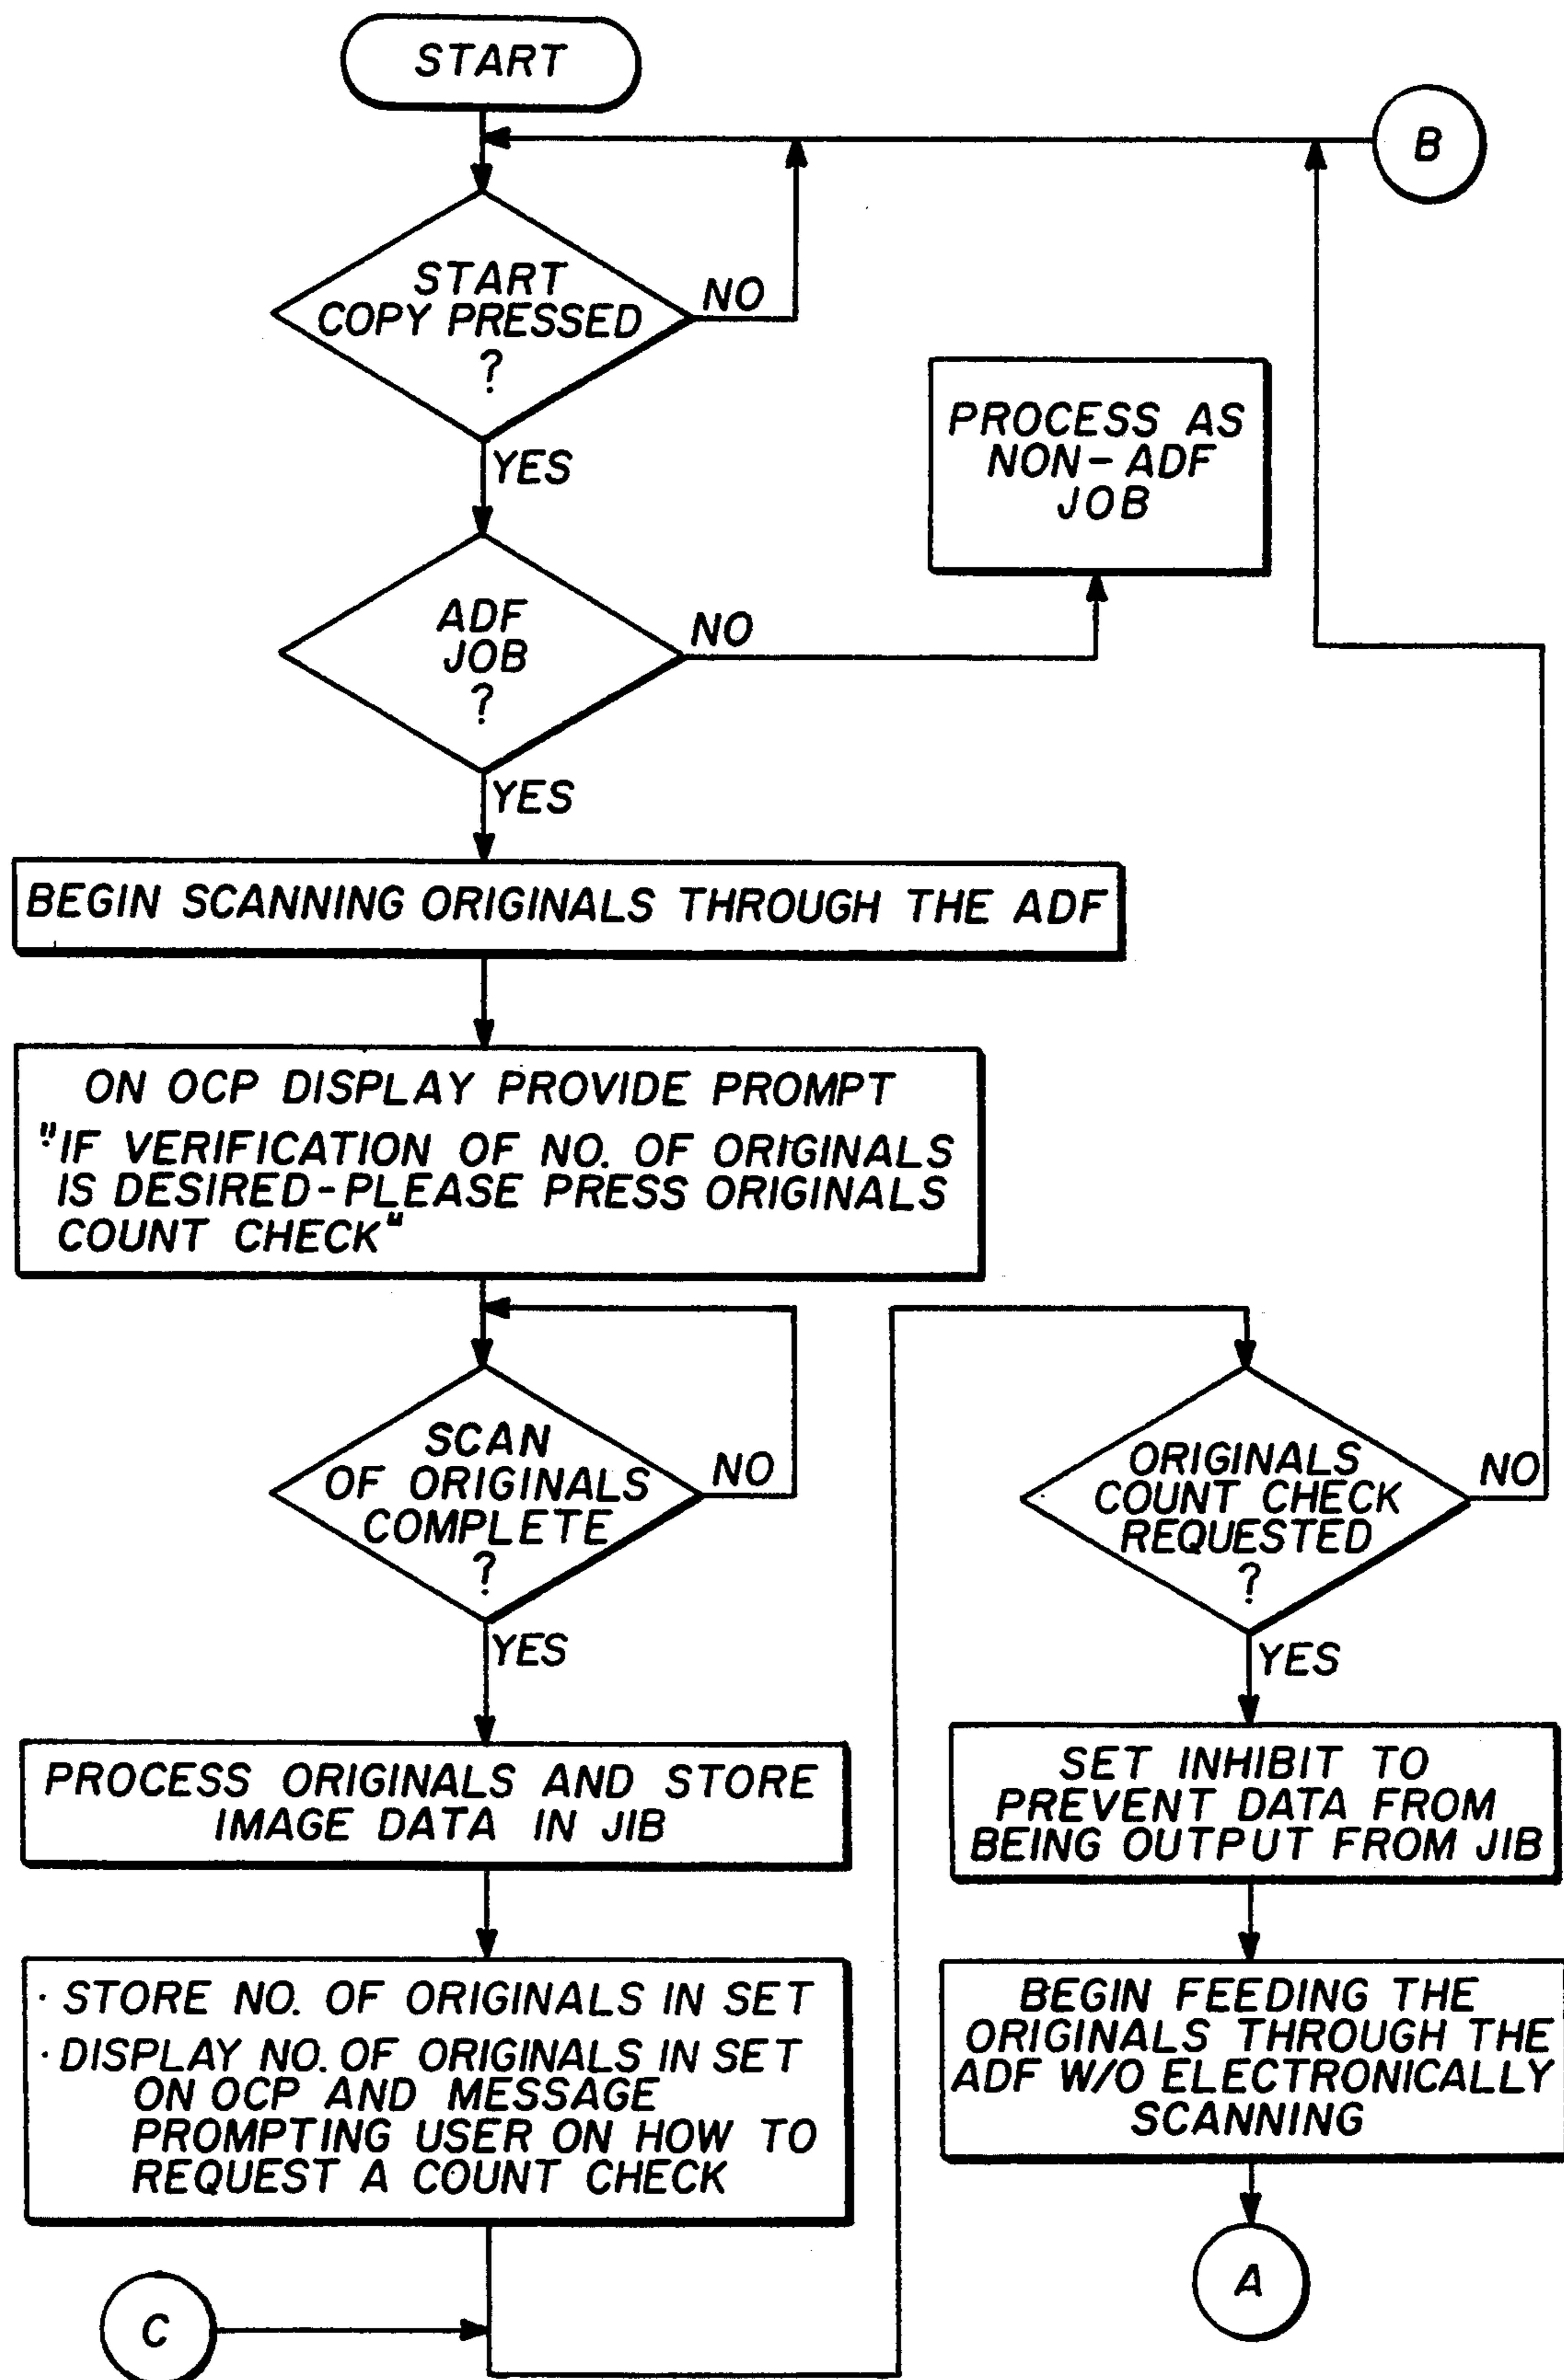 START
B
START
COPY PRESSED
?
NO
YES
PROCESS AS
NON-ADF
JOB
ADF
JOB
?
NO
YES
BEGIN SCANNING ORIGINALS THROUGH THE ADF
ON OCP DISPLAY PROVIDE PROMPT
"IF VERIFICATION OF NO. OF ORIGINALS
IS DESIRED-PLEASE PRESS ORIGINALS
COUNT CHECK"
SCAN
OF ORIGINALS
COMPLETE
?
NO
YES
PROCESS ORIGINALS AND STORE
IMAGE DATA IN JIB
· STORE NO. OF ORIGINALS IN SET
· DISPLAY NO. OF ORIGINALS IN SET
ON OCP AND MESSAGE
PROMPTING USER ON HOW TO
REQUEST A COUNT CHECK
C
ORIGINALS
COUNT CHECK
REQUESTED
?
NO
YES
SET INHIBIT TO
PREVENT DATA FROM
BEING OUTPUT FROM JIB
BEGIN FEEDING THE
ORIGINALS THROUGH THE
ADF W/O ELECTRONICALLY
SCANNING
A